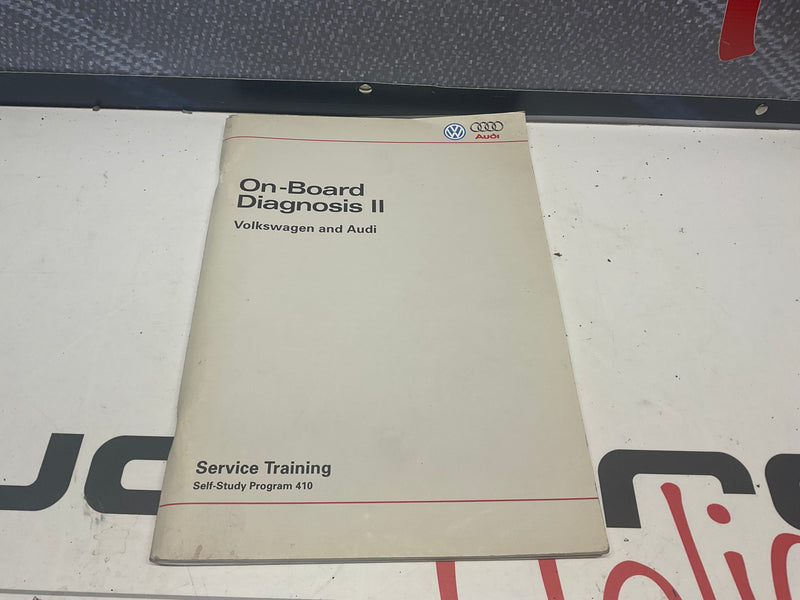 Audi
On-Board
Diagnosis II
Volkswagen and Audi
Service Training
Self-Study Program 410